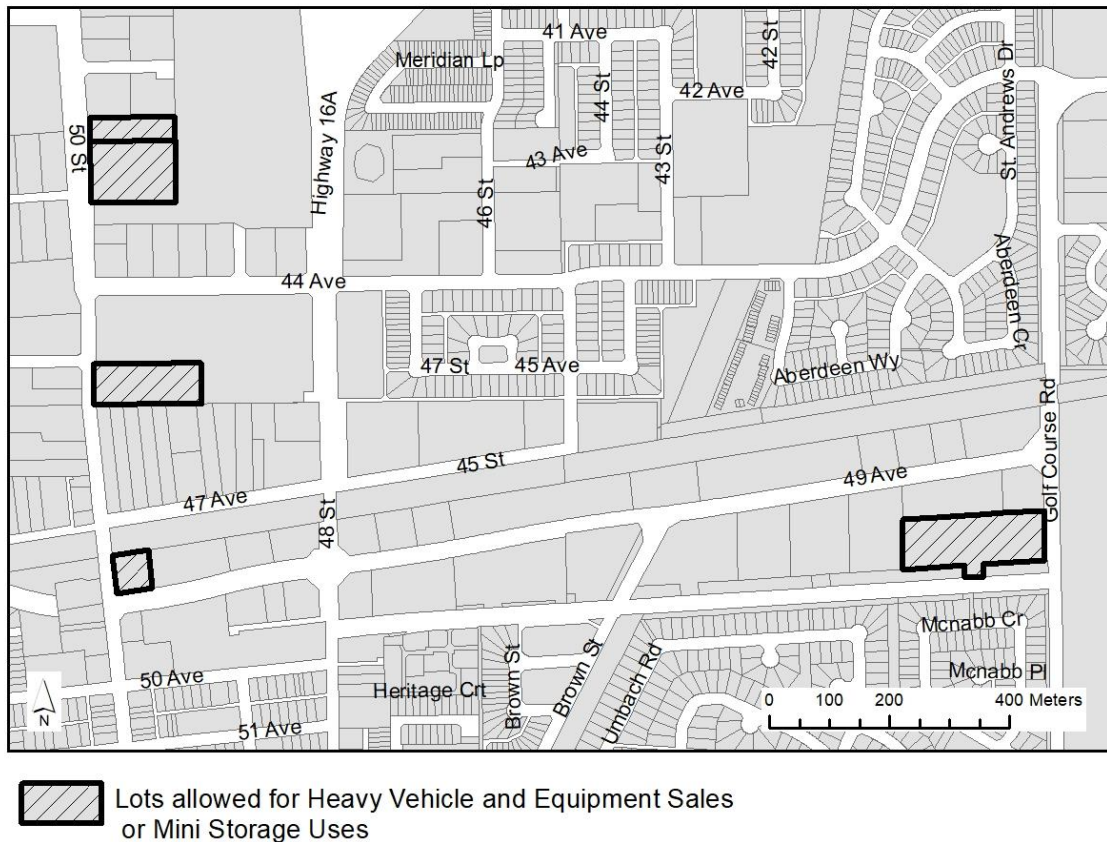 41 Ave
42 St
Meridian Lp
44 St
42 Ave
St. Andrews Dr
50 St
Highway 16A
43 Ave
43 St
46 St
44 Ave
Aberdeen Cr
47 St
45 Ave
Aberdeen Wy
Golf Course Rd
45 St
49 Ave
47 Ave
48 St
Mcnabb Cr
50 Ave
Heritage Crt
Brown St
Brown St
Umbach Rd
Mcnabb Pl
51 Ave
N
0 100 200 400 Meters
Lots allowed for Heavy Vehicle and Equipment Sales
or Mini Storage Uses